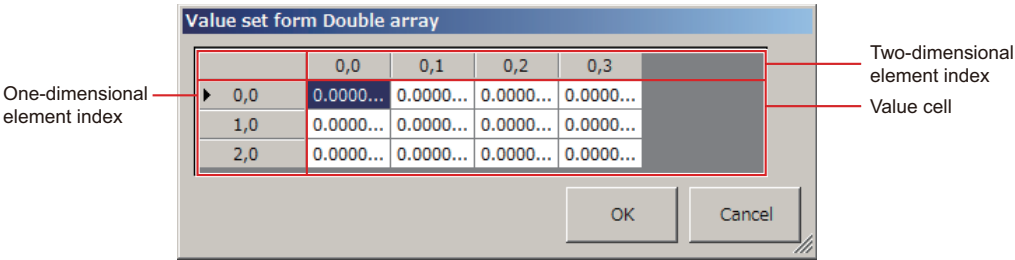 Value set form Double array
0,0 0,1 0,2 0,3
0,0 0.0000... 0.0000... 0.0000... 0.0000...
1,0 0.0000... 0.0000... 0.0000... 0.0000...
2,0 0.0000... 0.0000... 0.0000... 0.0000...
OK Cancel
One-dimensional
element index
Two-dimensional
element index
Value cell